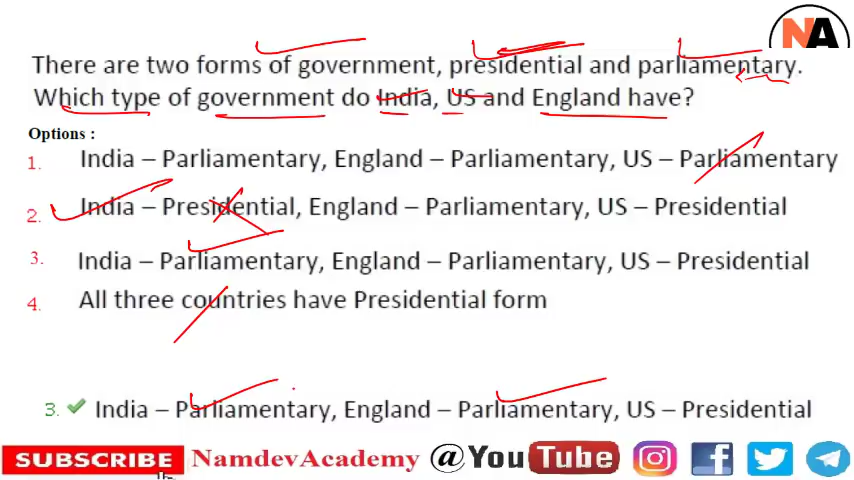 NA
There are two forms of government, presidential and parliamentary.
Which type of government do India, US and England have?
Options :
1. India – Parliamentary, England – Parliamentary, US – Parliamentary
2. India – Presidential, England – Parliamentary, US – Presidential
3. India – Parliamentary, England – Parliamentary, US – Presidential
4. All three countries have Presidential form
3. India – Parliamentary, England – Parliamentary, US – Presidential
SUBSCRIBE NamdevAcademy @YouTube